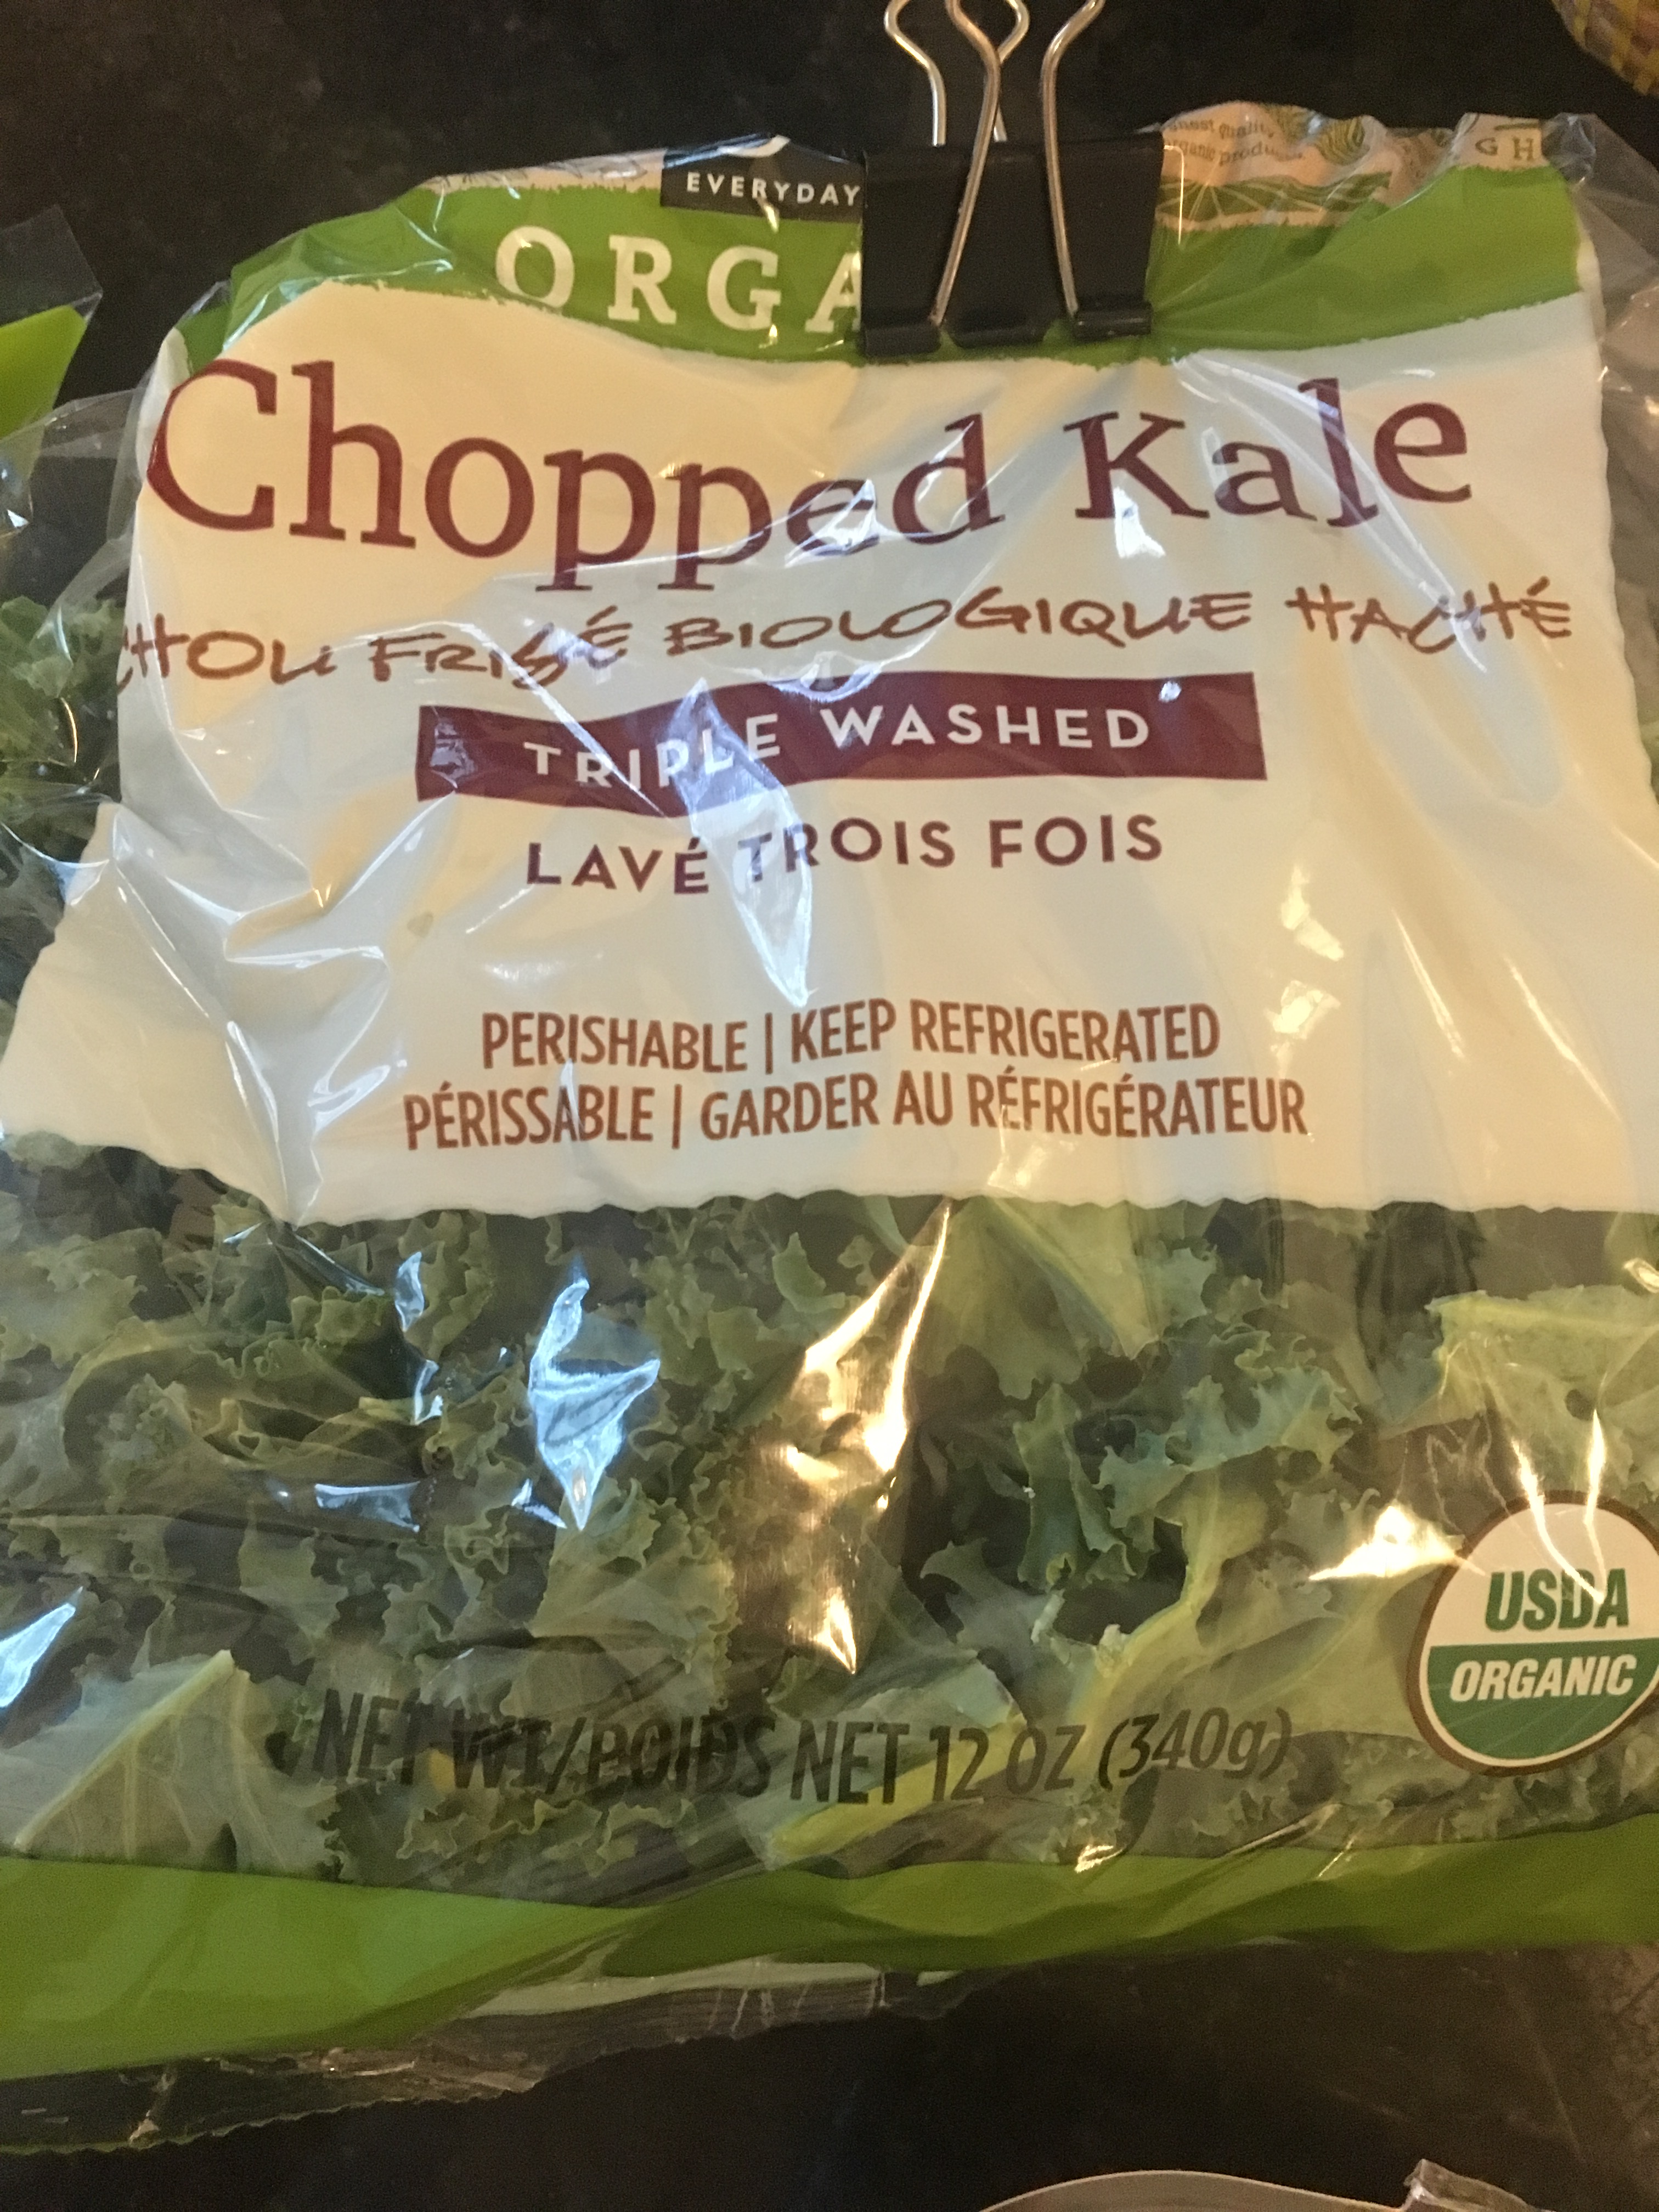 EVERYDAY
ORGA
Chopped Kale
CHOU FRISÉ BIOLOGIQUE HACHÉ
TRIPLE WASHED
LAVÉ TROIS FOIS
PERISHABLE | KEEP REFRIGERATED
PÉRISSABLE | GARDER AU RÉFRIGÉRATEUR
USDA
ORGANIC
NET WT/POIDS NET 12 OZ (340g)